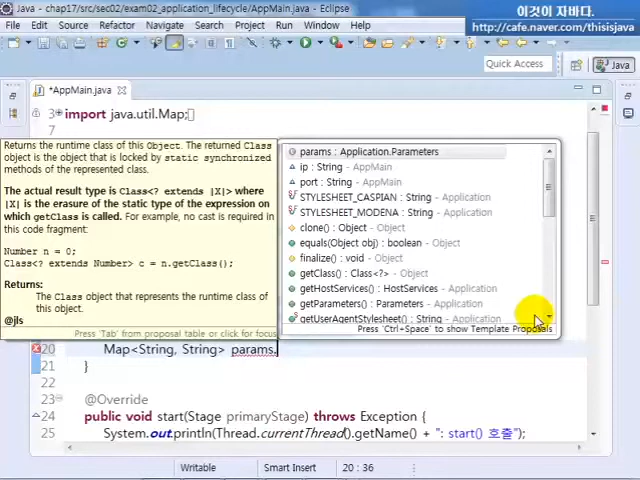 Java - chap17/src/sec02/exam02_application_lifecycle/AppMain.java - Eclipse
이것이 자바다.
http://cafe.naver.com/thisisjava
File Edit Source Refactor Navigate Search Project Run Window Help
Quick Access
Java
*AppMain.java
3 import java.util.Map;
7
Returns the runtime class of this Object. The returned Class
object is the object that is locked by static synchronized
methods of the represented class.
The actual result type is Class<? extends |X|> where
|X| is the erasure of the static type of the expression on
which getClass is called. For example, no cast is required in
this code fragment:
Number n = 0;
Class<? extends Number> c = n.getClass();
Returns:
The Class object that represents the runtime class of
this object.
@jls
Press 'Tab' from proposal table or click for focus
params : Application.Parameters
ip : String - AppMain
port : String - AppMain
STYLESHEET_CASPIAN : String - Application
STYLESHEET_MODENA : String - Application
clone() : Object - Object
equals(Object obj) : boolean - Object
finalize() : void - Object
getClass() : Class<?> - Object
getHostServices() : HostServices - Application
getParameters() : Parameters - Application
getUserAgentStylesheet() : String - Application
Press 'Ctrl+Space' to show Template Proposals
20 Map<String, String> params.
21 }
22
23 @Override
24 public void start(Stage primaryStage) throws Exception {
25 System.out.println(Thread.currentThread().getName() + ": start() 호출");
Writable Smart Insert 20 : 36